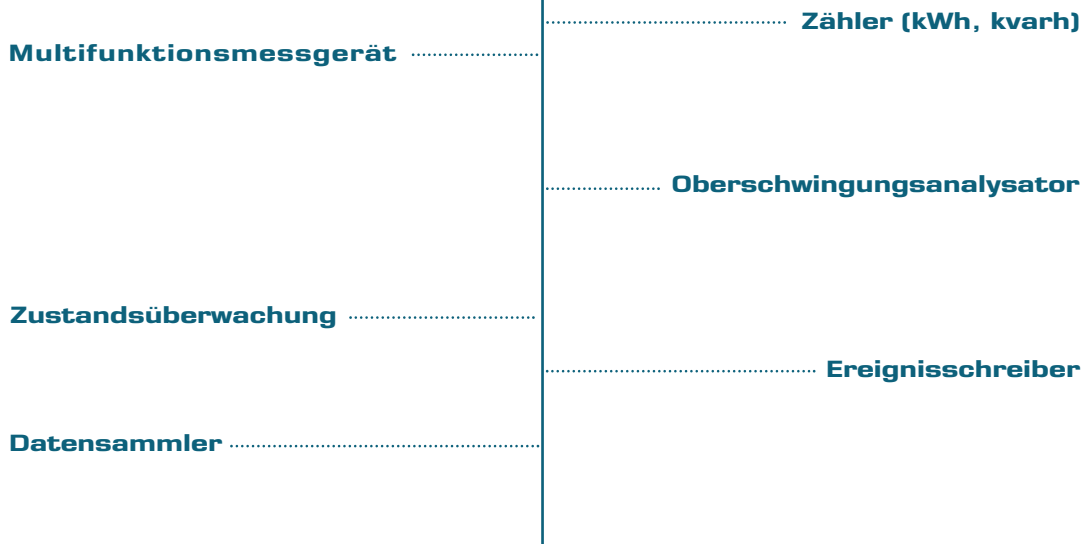 Zähler (kWh, kvarh)
Multifunktionsmessgerät
Oberschwingungsanalysator
Zustandsüberwachung
Ereignisschreiber
Datensammler